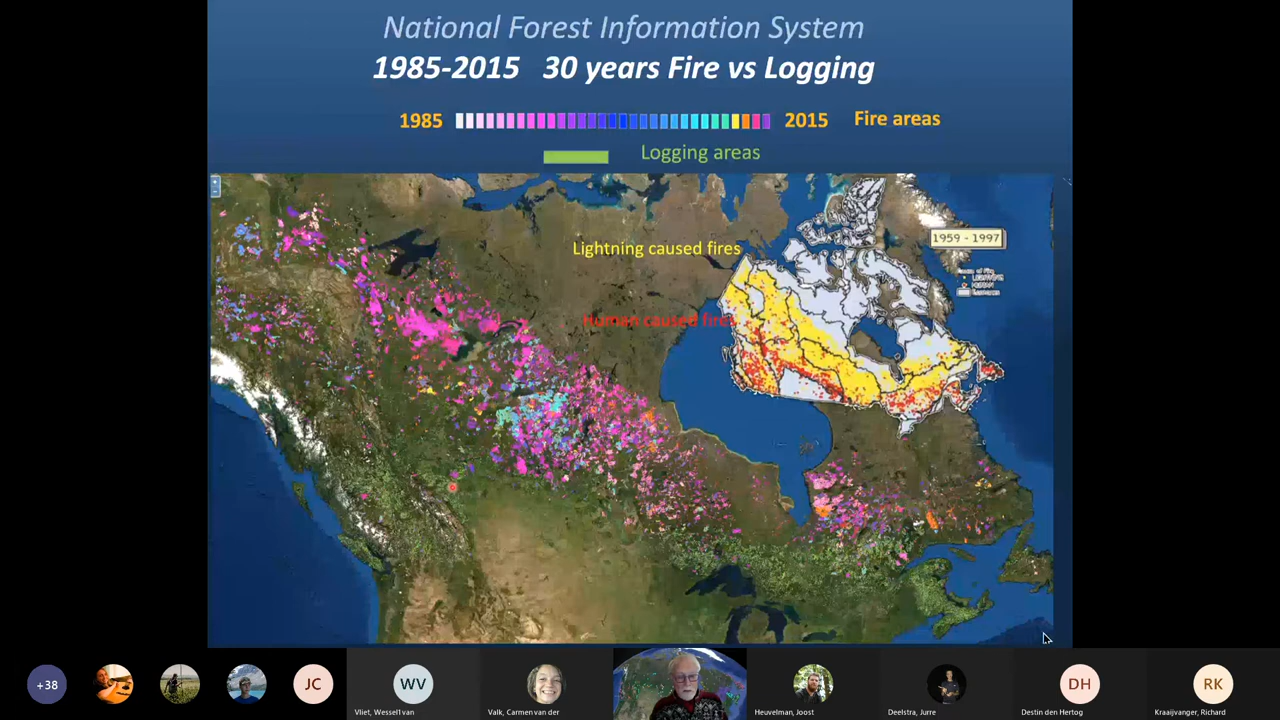 National Forest Information System
1985-2015 30 years Fire vs Logging
1985
2015
Fire areas
Logging areas
Lightning caused fires
Human caused fires
1959 - 1997
+38
JC
WV
Vliet, Wessel1 van
Valk, Carmen van der
Heuvelman, Joost
Deelstra, Jurre
DH
Destin den Hertog
RK
Kraaijvanger, Richard